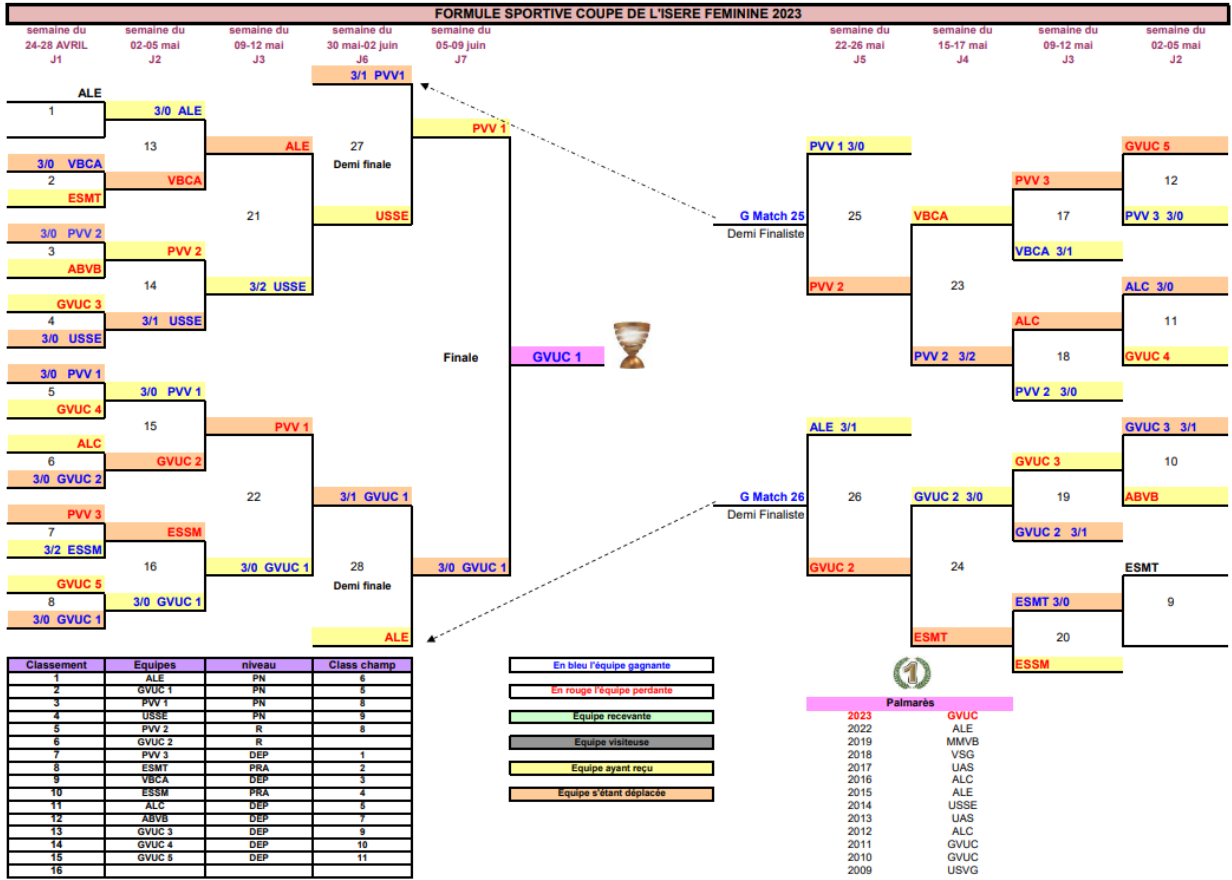 FORMULE SPORTIVE COUPE DE L'ISERE FEMININE 2023
semaine du semaine du semaine du semaine du semaine du semaine du semaine du semaine du semaine du
24-28 AVRIL 02-05 mai 09-12 mai 30 mai-02 juin 05-09 juin 22-26 mai 15-17 mai 09-12 mai 02-05 mai
J1 J2 J3 J6 J7 J5 J4 J3 J2
3/1 PVV1
ALE
1 3/0 ALE
PVV 1
13 ALE 27 PVV 1 3/0 GVUC 5
3/0 VBCA Demi finale
2 VBCA PVV 3 12
ESMT
21 USSE G Match 25 25 VBCA 17 PVV 3 3/0
3/0 PVV 2 Demi Finaliste
3 PVV 2 VBCA 3/1
ABVB
14 3/2 USSE PVV 2 23 ALC 3/0
GVUC 3
4 3/1 USSE ALC 11
3/0 USSE
Finale GVUC 1 PVV 2 3/2 18 GVUC 4
3/0 PVV 1
5 3/0 PVV 1 PVV 2 3/0
GVUC 4
15 PVV 1 ALE 3/1 GVUC 3 3/1
ALC
6 GVUC 2 GVUC 3 10
3/0 GVUC 2
22 3/1 GVUC 1 G Match 26 26 GVUC 2 3/0 19 ABVB
PVV 3 Demi Finaliste
7 ESSM GVUC 2 3/1
3/2 ESSM
16 3/0 GVUC 1 28 3/0 GVUC 1 GVUC 2 24 ESMT
GVUC 5 Demi finale
8 3/0 GVUC 1 ESMT 3/0 9
3/0 GVUC 1
ALE ESMT 20
ESSM
Classement Equipes niveau Class champ
1 ALE PN 6
2 GVUC 1 PN 5
3 PVV 1 PN 8
4 USSE PN 9
5 PVV 2 R 8
6 GVUC 2 R
7 PVV 3 DEP 1
8 ESMT PRA 2
9 VBCA DEP 3
10 ESSM PRA 4
11 ALC DEP 5
12 ABVB DEP 7
13 GVUC 3 DEP 9
14 GVUC 4 DEP 10
15 GVUC 5 DEP 11
16
En bleu l'équipe gagnante
En rouge l'équipe perdante
Equipe recevante
Equipe visiteuse
Equipe ayant reçu
Equipe s'étant déplacée
1
Palmarès
2023 GVUC
2022 ALE
2019 MMVB
2018 VSG
2017 UAS
2016 ALC
2015 ALE
2014 USSE
2013 UAS
2012 ALC
2011 GVUC
2010 GVUC
2009 USVG